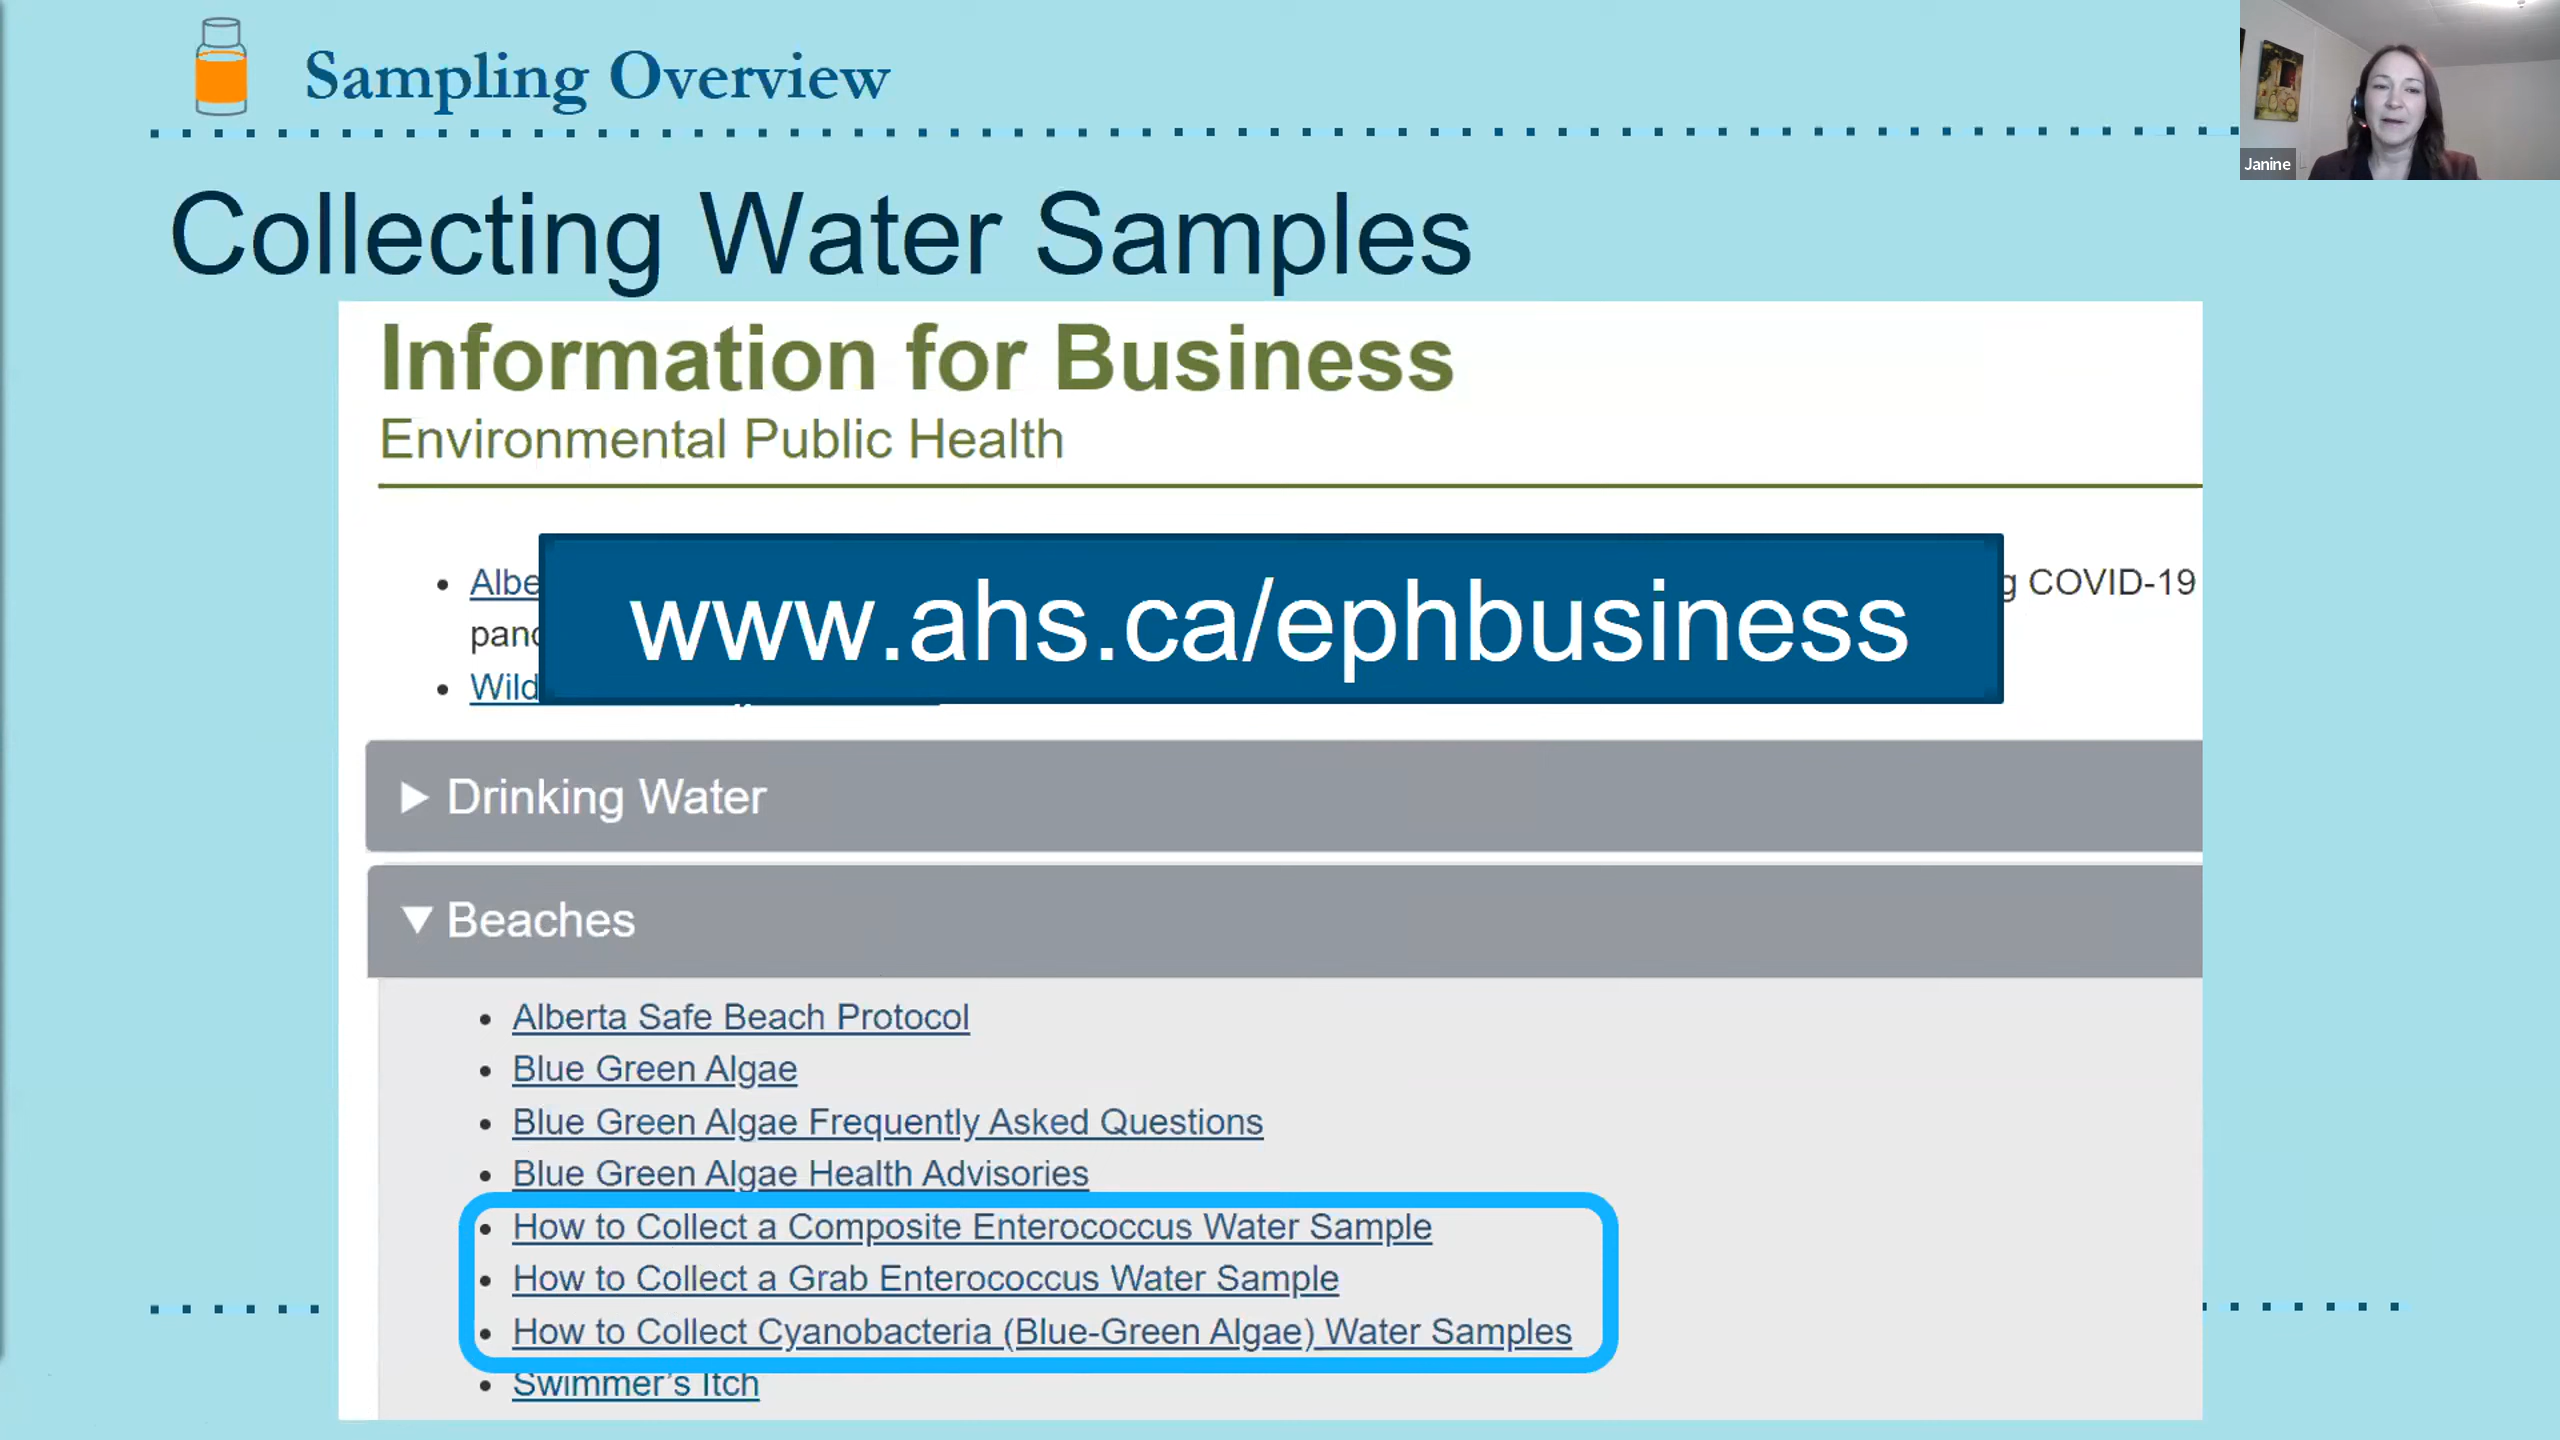 Sampling Overview
Janine
Collecting Water Samples
Information for Business
Environmental Public Health
www.ahs.ca/ephbusiness
COVID-19
Drinking Water
Beaches
Alberta Safe Beach Protocol
Blue Green Algae
Blue Green Algae Frequently Asked Questions
Blue Green Algae Health Advisories
How to Collect a Composite Enterococcus Water Sample
How to Collect a Grab Enterococcus Water Sample
How to Collect Cyanobacteria (Blue-Green Algae) Water Samples
Swimmer's Itch